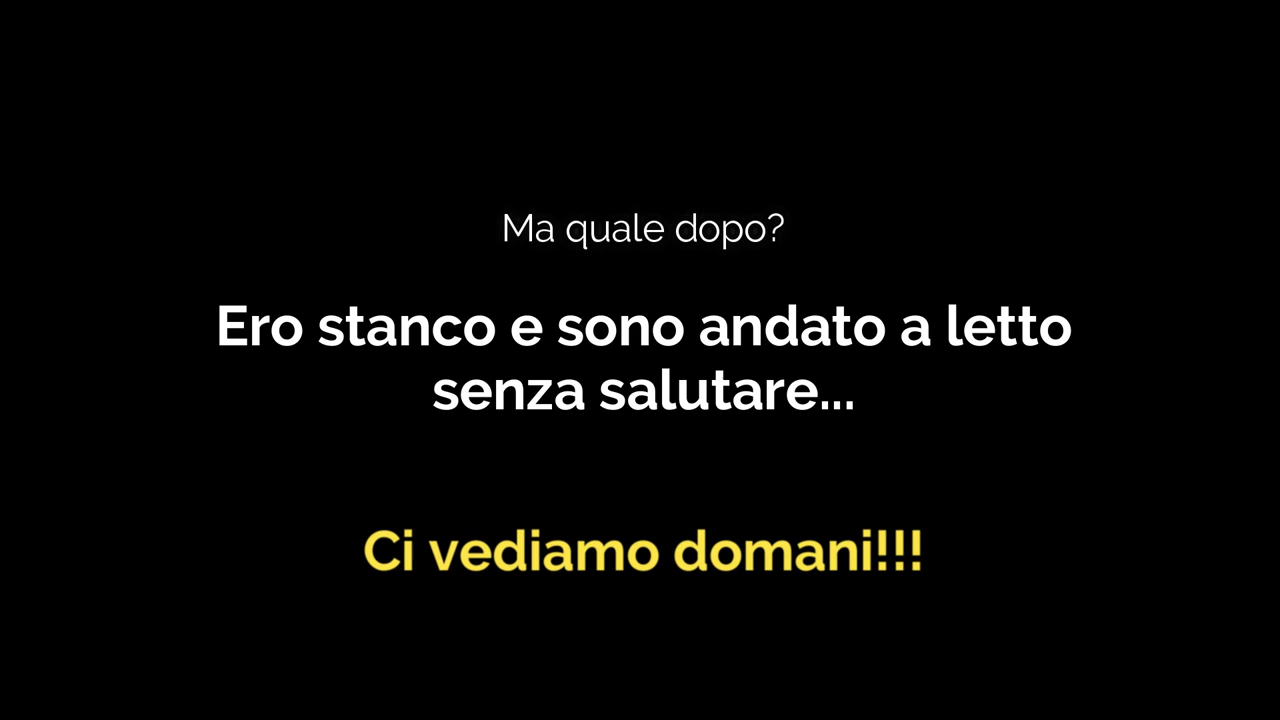 Ma quale dopo?
Ero stanco e sono andato a letto
senza salutare...
Ci vediamo domani!!!